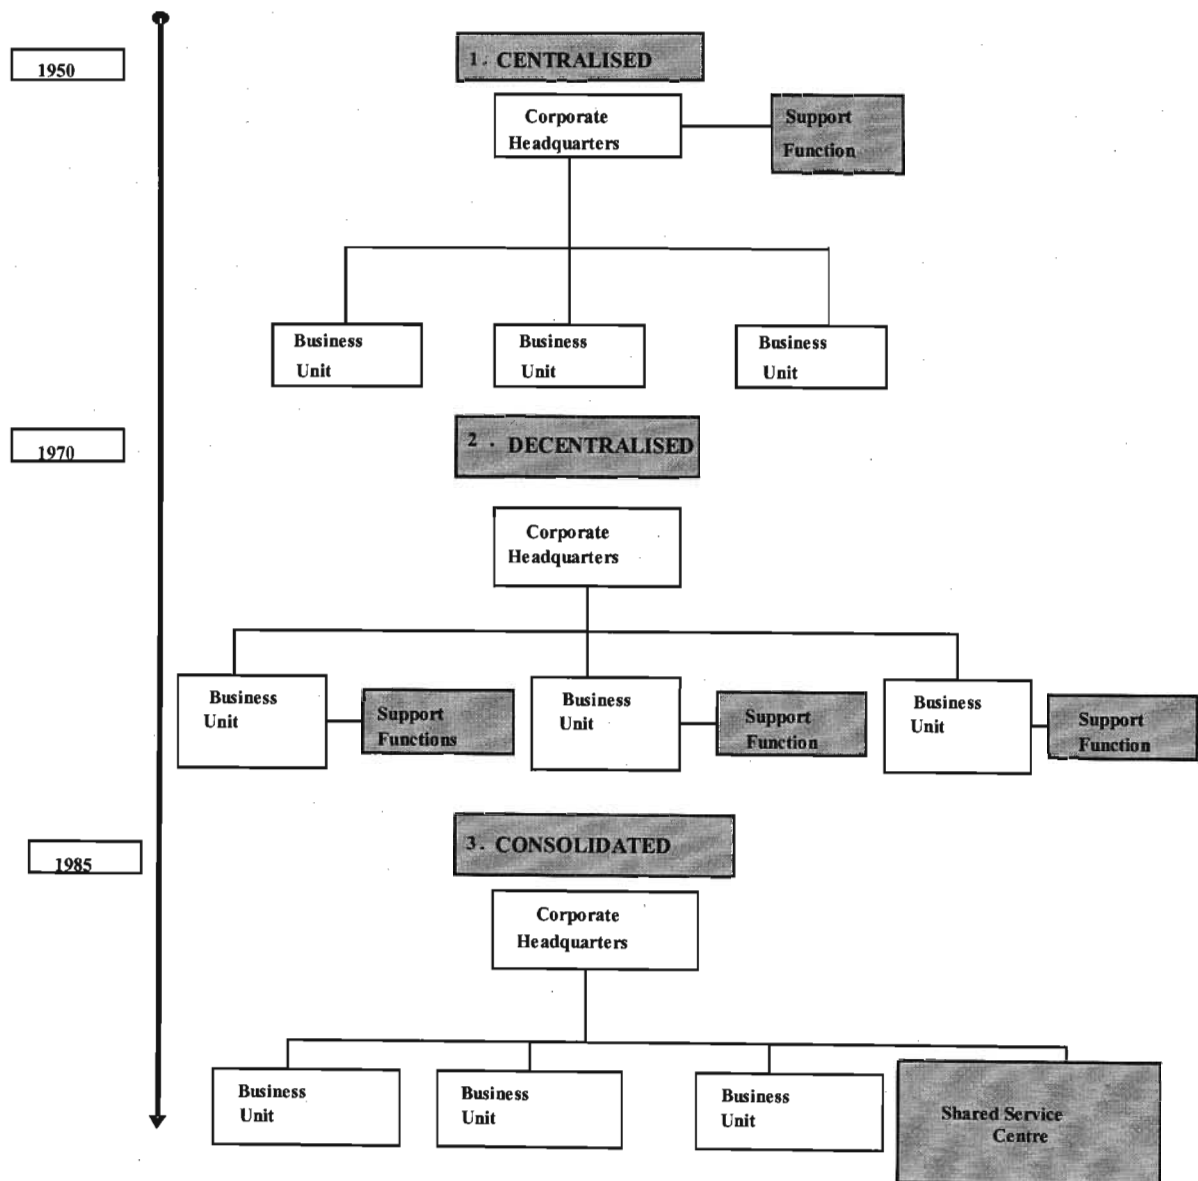 1950
1. CENTRALISED
Corporate
Headquarters
Support
Function
Business
Unit
Business
Unit
Business
Unit
1970
2 . DECENTRALISED
Corporate
Headquarters
Business
Unit
Support
Functions
Business
Unit
Support
Function
Business
Unit
Support
Function
1985
3. CONSOLIDATED
Corporate
Headquarters
Business
Unit
Business
Unit
Business
Unit
Shared Service
Centre